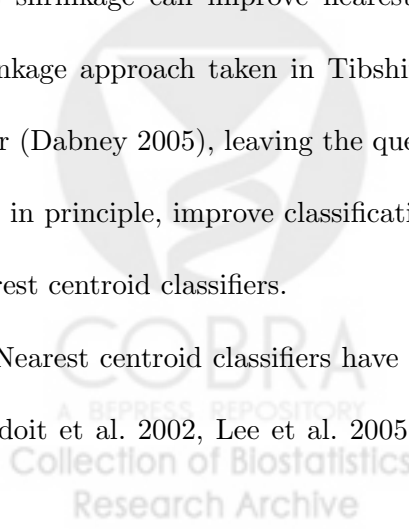 shrinkage can improve nearest
nkage approach taken in Tibshi
r (Dabney 2005), leaving the que
in principle, improve classificati
rest centroid classifiers.
Nearest centroid classifiers have
COBRA
A BEPRESS REPOSITORY
doit et al. 2002, Lee et al. 2005
Collection of Biostatistics
Research Archive